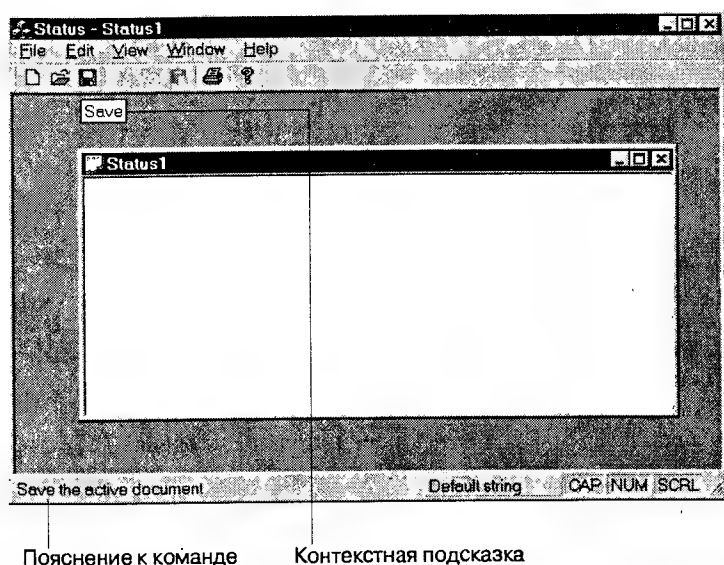 Status - Status1
File Edit View Window Help
Save
Status1
Save the active document
Default string
CAP NUM SCRL
Пояснение к команде
Контекстная подсказка